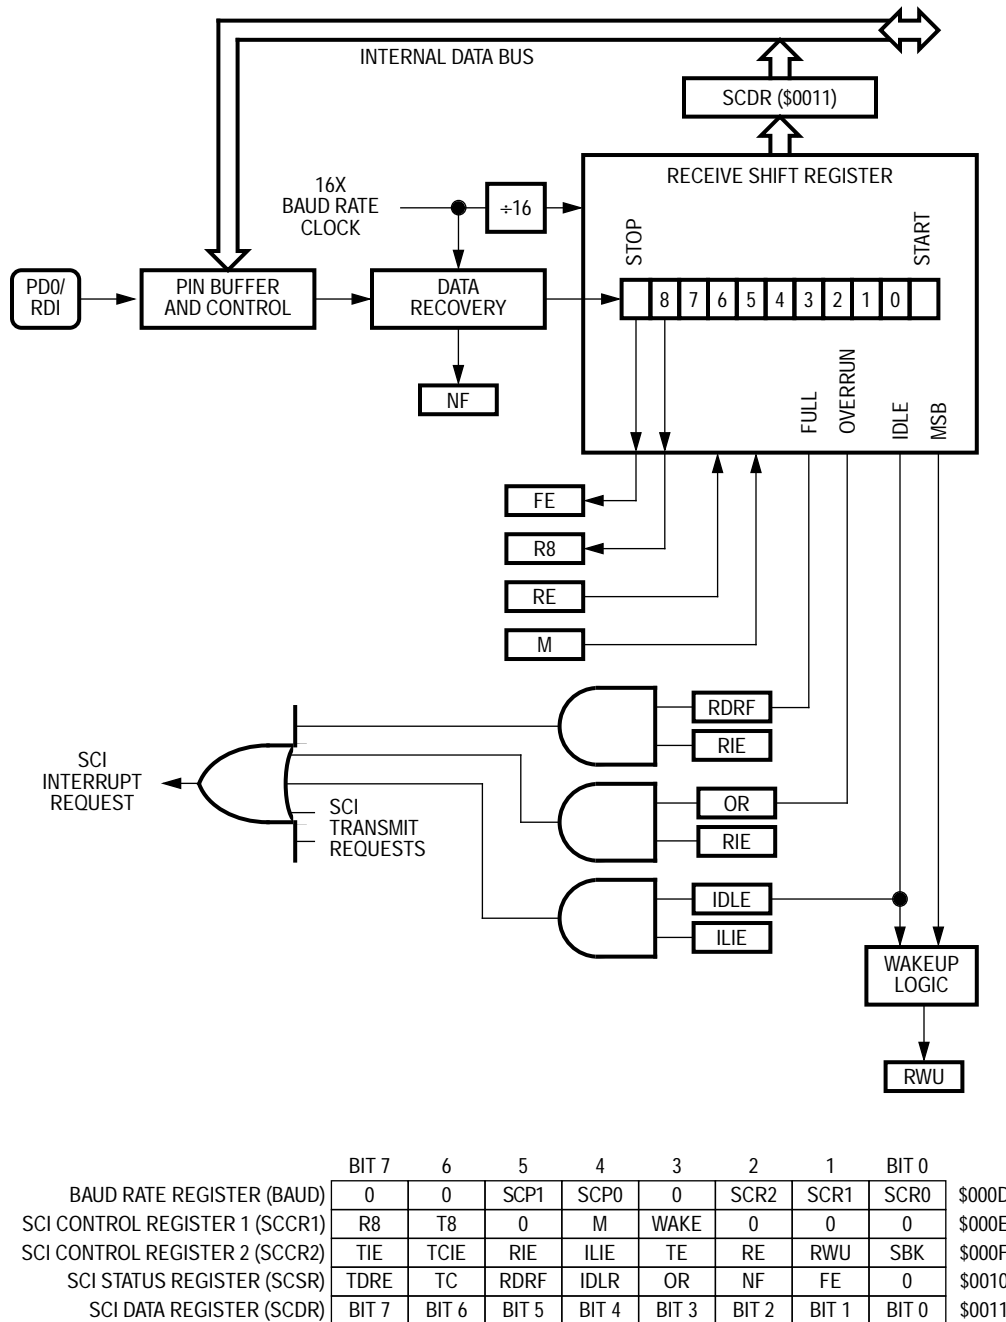 INTERNAL DATA BUS
SCDR ($0011)
RECEIVE SHIFT REGISTER
16X
BAUD RATE
CLOCK
÷16
STOP
START
PD0/
RDI
PIN BUFFER
AND CONTROL
DATA
RECOVERY
8 7 6 5 4 3 2 1 0
NF
FULL
OVERRUN
IDLE
MSB
FE
R8
RE
M
RDRF
RIE
SCI
INTERRUPT
REQUEST
OR
SCI
TRANSMIT
REQUESTS
RIE
IDLE
ILIE
WAKEUP
LOGIC
RWU
BIT 7 6 5 4 3 2 1 BIT 0
BAUD RATE REGISTER (BAUD) 0 0 SCP1 SCP0 0 SCR2 SCR1 SCR0 $000D
SCI CONTROL REGISTER 1 (SCCR1) R8 T8 0 M WAKE 0 0 0 $000E
SCI CONTROL REGISTER 2 (SCCR2) TIE TCIE RIE ILIE TE RE RWU SBK $000F
SCI STATUS REGISTER (SCSR) TDRE TC RDRF IDLR OR NF FE 0 $0010
SCI DATA REGISTER (SCDR) BIT 7 BIT 6 BIT 5 BIT 4 BIT 3 BIT 2 BIT 1 BIT 0 $0011